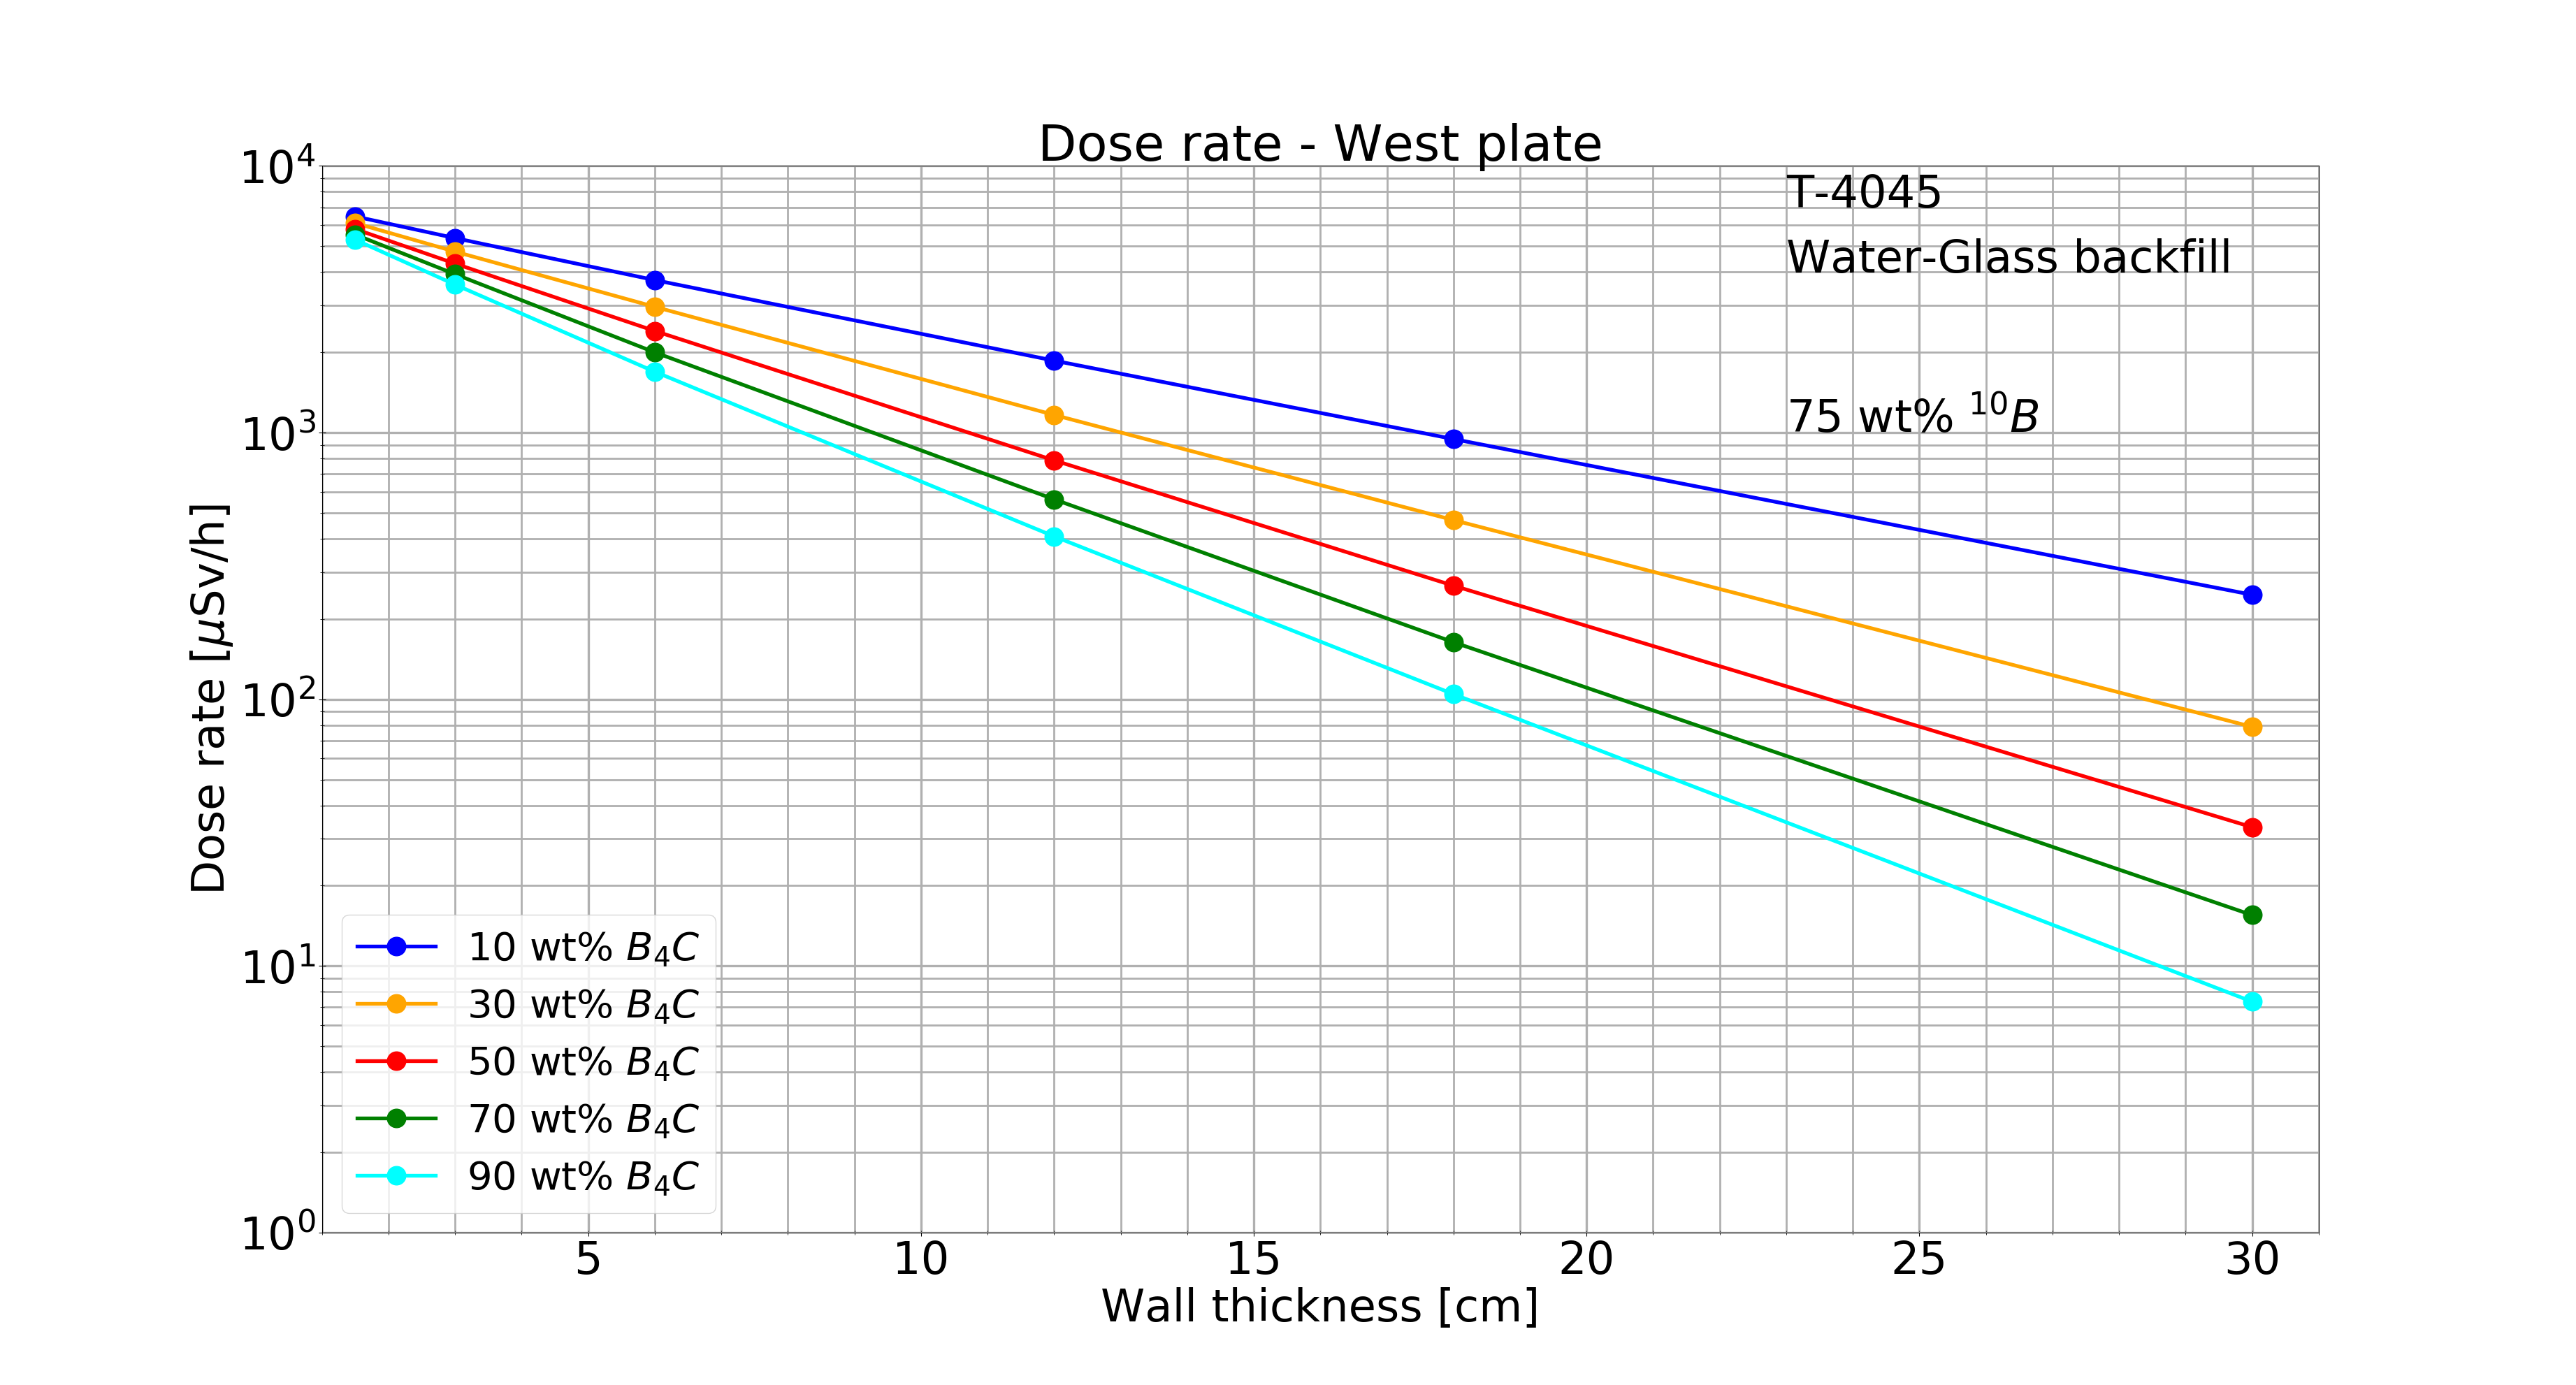 Dose rate - West plate
T-4045
Water-Glass backfill
75 wt% ¹⁰B
Dose rate [μSv/h]
10⁴
10³
10²
10¹
10⁰
10 wt% B₄C
30 wt% B₄C
50 wt% B₄C
70 wt% B₄C
90 wt% B₄C
5 10 15 20 25 30
Wall thickness [cm]